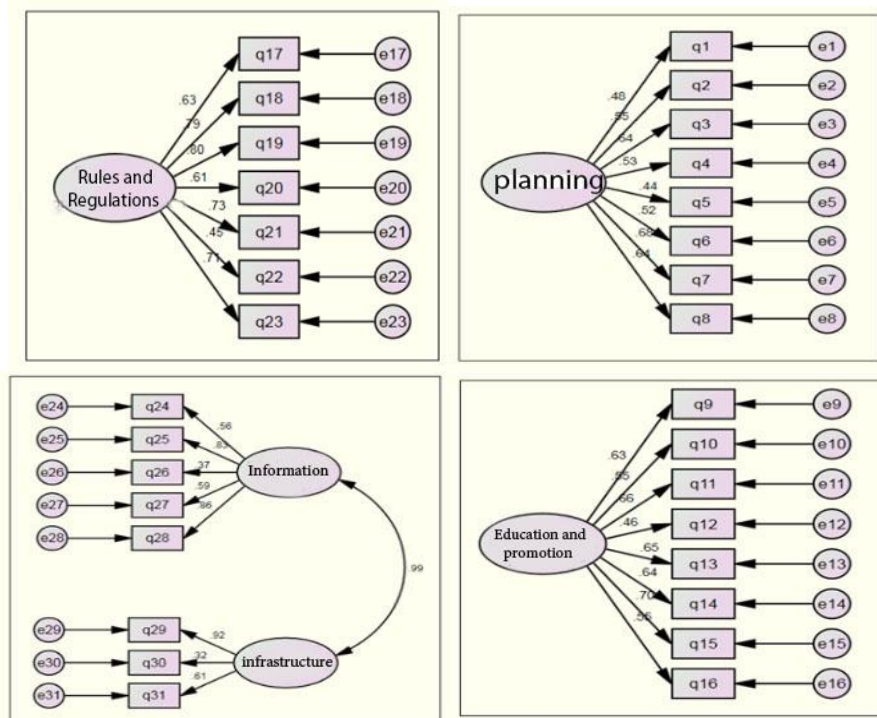 q17 e17
.63
q18 e18
.79
q19 e19
.80
Rules and
Regulations
.61
q20 e20
.73
q21 e21
.45
q22 e22
.71
q23 e23
q1 e1
.48
q2 e2
.55
q3 e3
.64
q4 e4
.53
planning
.44
q5 e5
.52
q6 e6
.68
q7 e7
.64
q8 e8
e24 q24
.56
e25 q25
.83
e26 q26 .37 Information
.59
e27 q27
.86
e28 q28
.99
e29 q29
.92
e30 q30 .32 infrastructure
.61
e31 q31
q9 e9
.63
q10 e10
.55
q11 e11
.66
q12 e12
.46
Education and
promotion
.65
q13 e13
.64
q14 e14
.70
q15 e15
.55
q16 e16